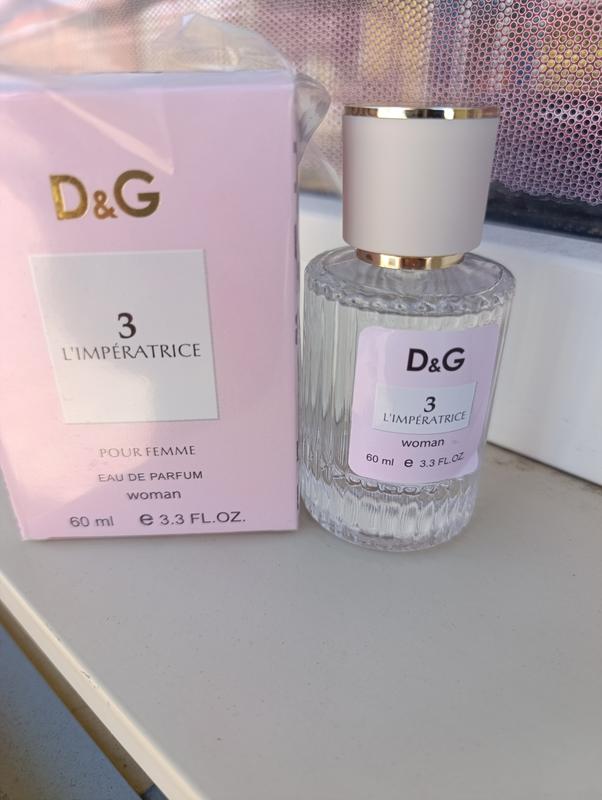 D&G
3
L'IMPÉRATRICE
POUR FEMME
EAU DE PARFUM
woman
60 ml e 3.3 FL.OZ.
D&G
3
L'IMPÉRATRICE
woman
60 ml e 3.3 FL.OZ.